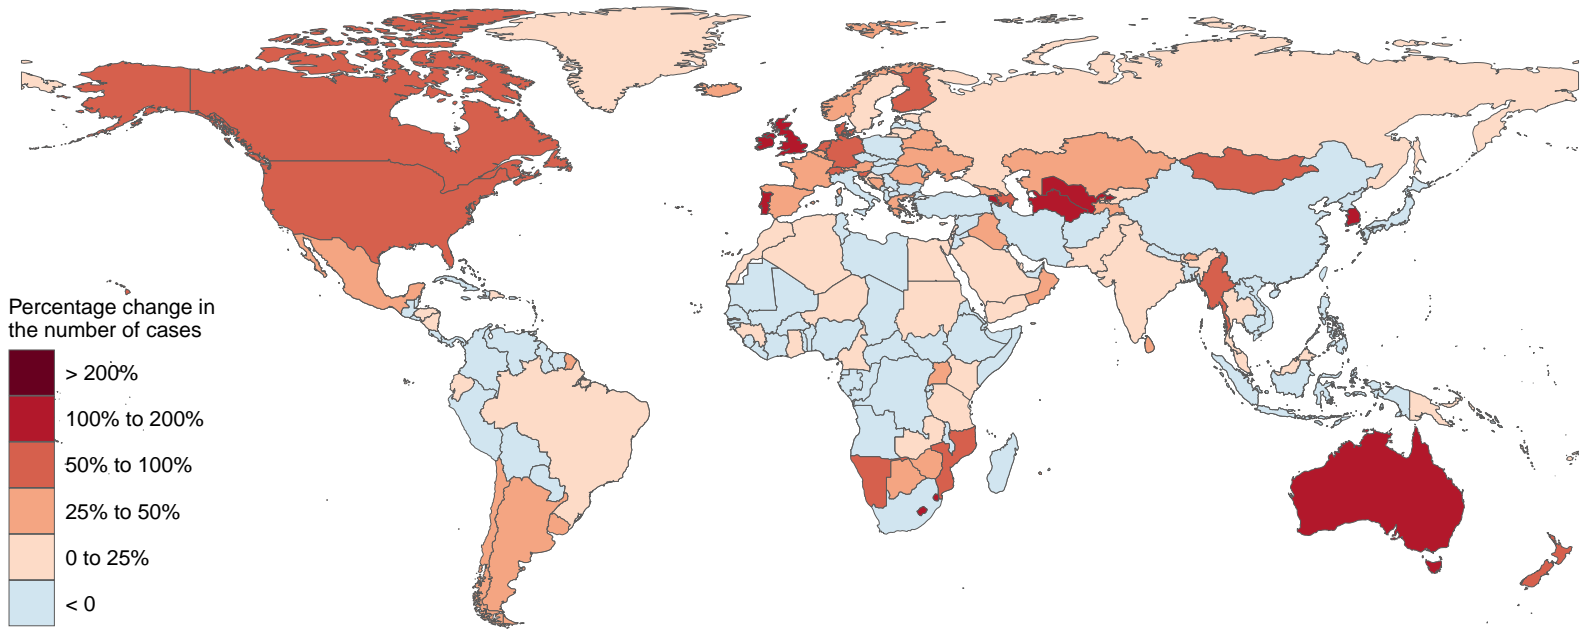 Percentage change in
the number of cases
> 200%
100% to 200%
50% to 100%
25% to 50%
0 to 25%
< 0